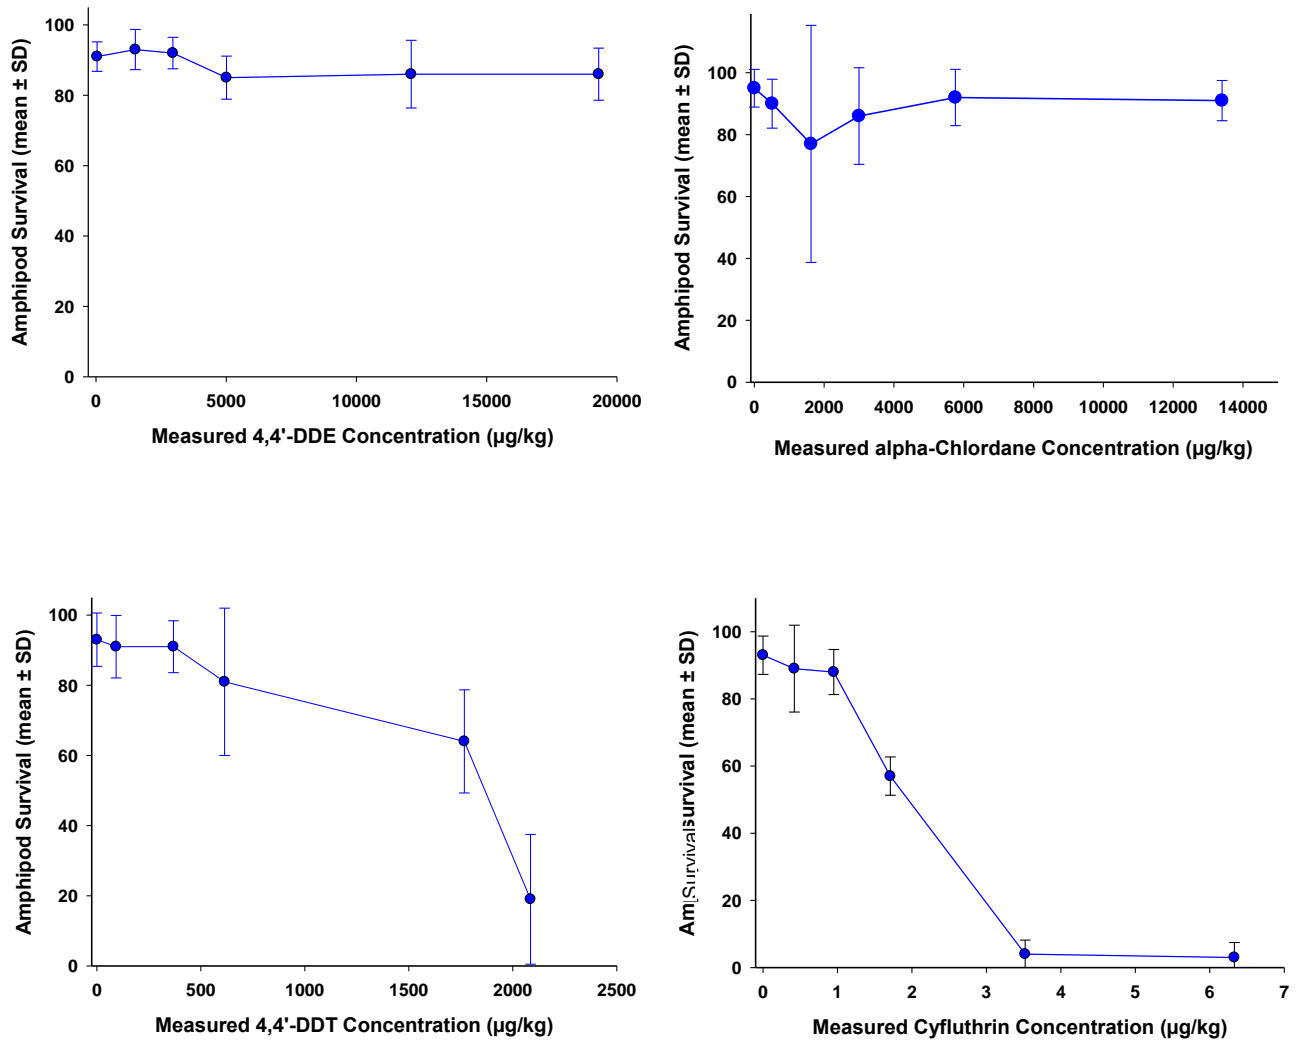 Amphipod Survival (mean ± SD)
100
80
60
40
20
0
0 5000 10000 15000 20000
Measured 4,4'-DDE Concentration (µg/kg)
Amphipod Survival (mean ± SD)
100
80
60
40
20
0
0 2000 4000 6000 8000 10000 12000 14000
Measured alpha-Chlordane Concentration (µg/kg)
Amphipod Survival (mean ± SD)
100
80
60
40
20
0
0 500 1000 1500 2000 2500
Measured 4,4'-DDT Concentration (µg/kg)
Am Survival survival (mean ± SD)
100
80
60
40
20
0
0 1 2 3 4 5 6 7
Measured Cyfluthrin Concentration (µg/kg)